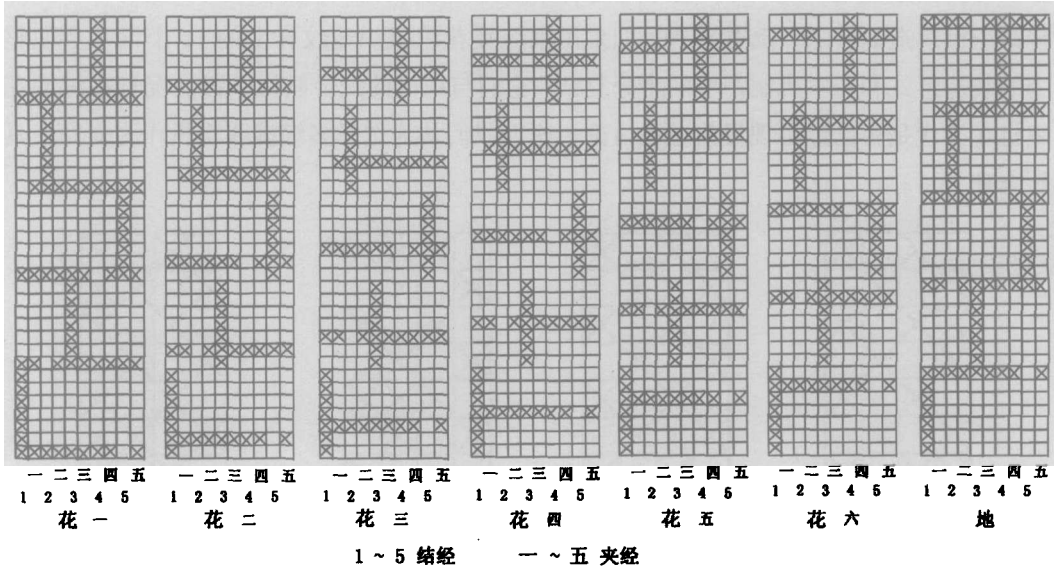 一 二 三 四 五 一 二 三 四 五 一 二 三 四 五 一 二 三 四 五 一 二 三 四 五 一 二 三 四 五 一 二 三 四 五
1 2 3 4 5 1 2 3 4 5 1 2 3 4 5 1 2 3 4 5 1 2 3 4 5 1 2 3 4 5 1 2 3 4 5
花 一 花 二 花 三 花 四 花 五 花 六 地
1 ~ 5 结经 一 ~ 五 夹经